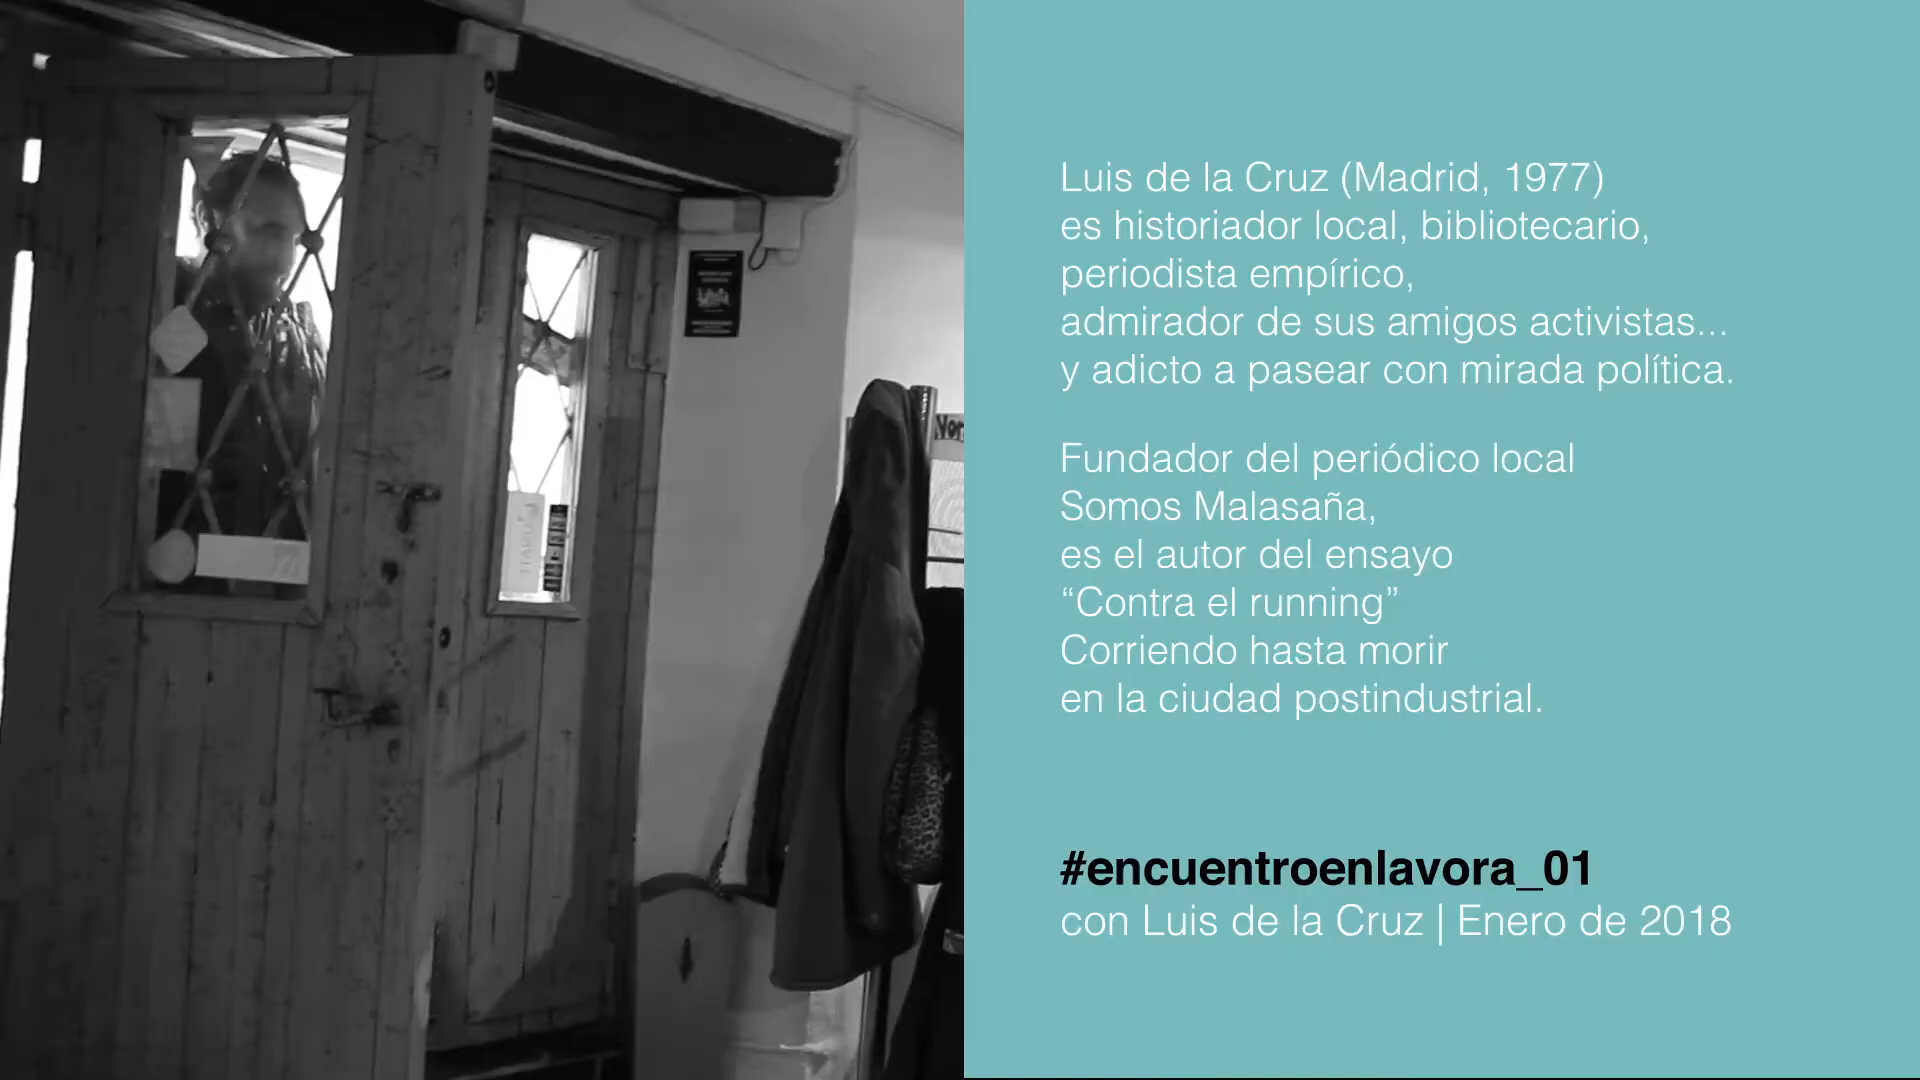 Luis de la Cruz (Madrid, 1977)
es historiador local, bibliotecario,
periodista empírico,
admirador de sus amigos activistas...
y adicto a pasear con mirada política.
Fundador del periódico local
Somos Malasaña,
es el autor del ensayo
“Contra el running”
Corriendo hasta morir
en la ciudad postindustrial.
#encuentroenlavora_01
con Luis de la Cruz | Enero de 2018